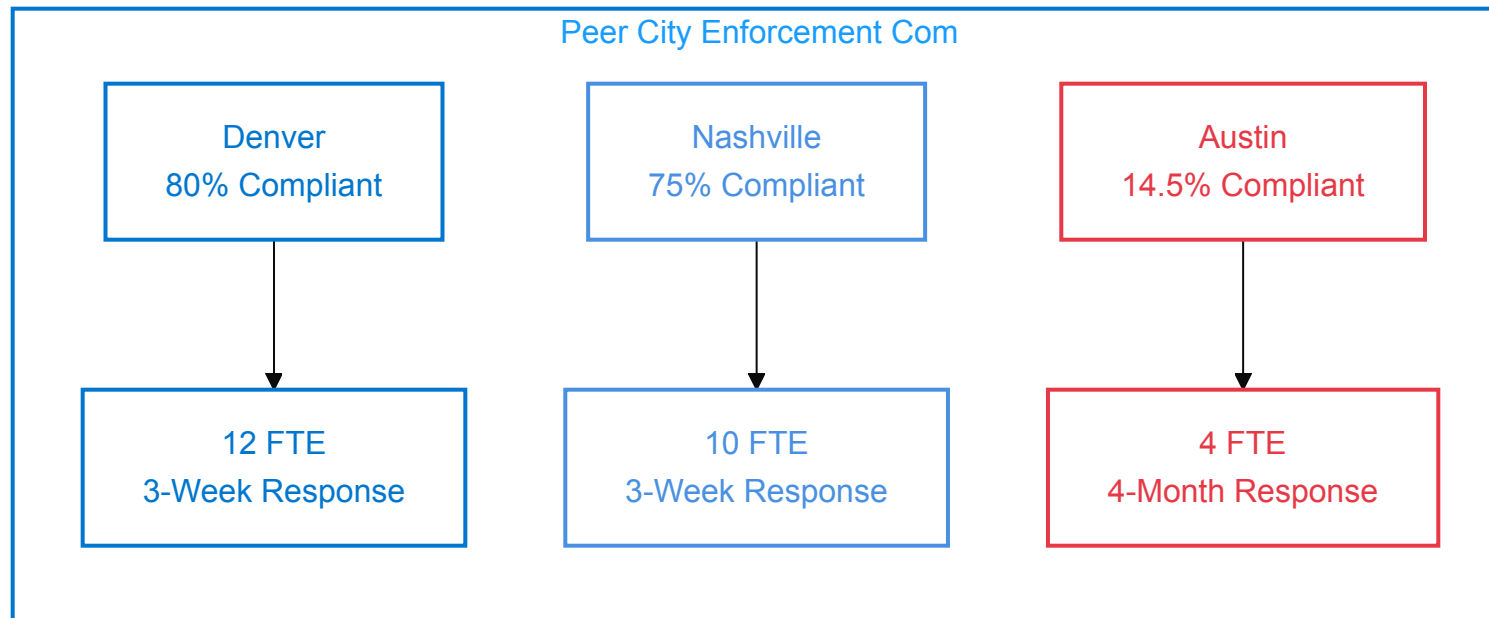 Peer City Enforcement Com
Denver
80% Compliant
Nashville
75% Compliant
Austin
14.5% Compliant
12 FTE
3-Week Response
10 FTE
3-Week Response
4 FTE
4-Month Response